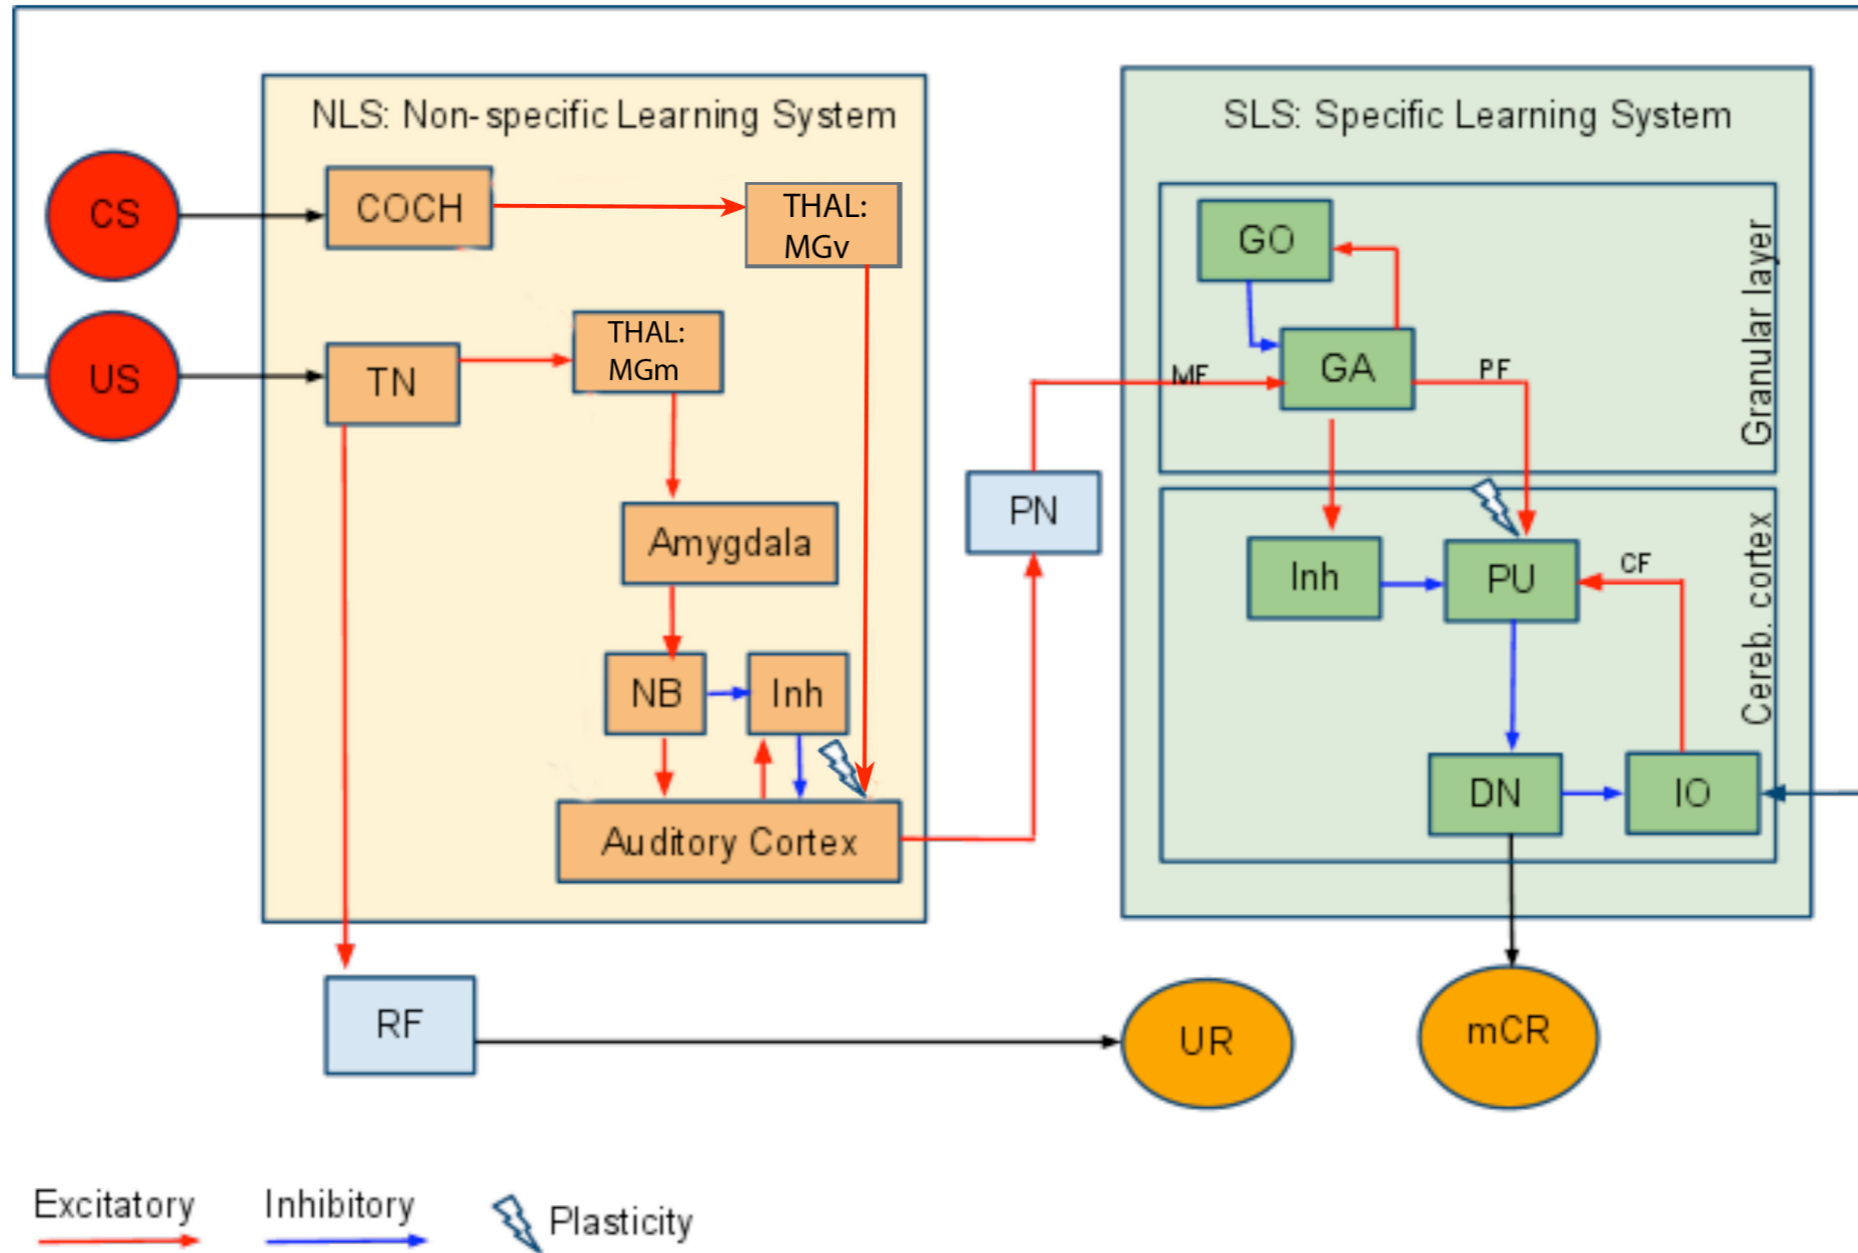 NLS: Non-specific Learning System
SLS: Specific Learning System
CS
COCH
THAL:
MGv
US
TN
THAL:
MGm
Amygdala
NB
Inh
Auditory Cortex
PN
RF
UR
mCR
GO
GA
MF
PF
Granular layer
Inh
PU
CF
DN
IO
Cereb. cortex
Excitatory
Inhibitory
Plasticity